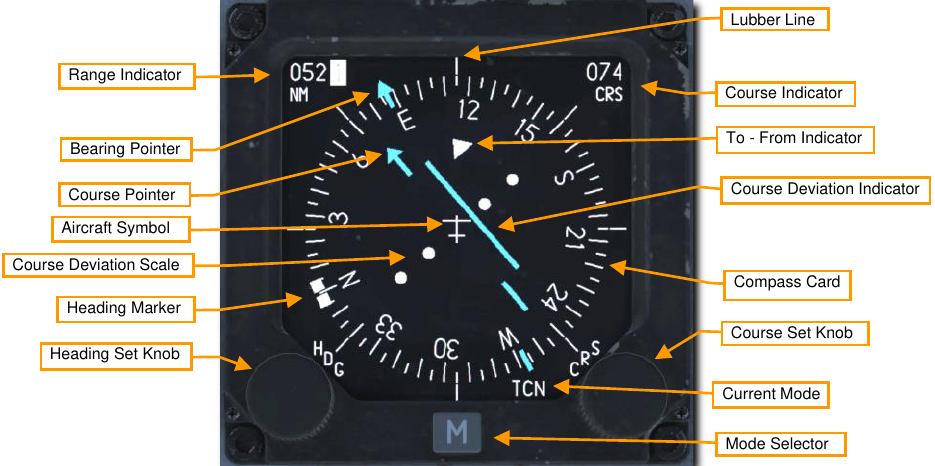 Lubber Line
Range Indicator
052
NM
074
CRS
Course Indicator
To - From Indicator
Bearing Pointer
Course Pointer
Course Deviation Indicator
Aircraft Symbol
Course Deviation Scale
Compass Card
Heading Marker
Course Set Knob
Heading Set Knob
Current Mode
Mode Selector
12
15
S
21
24
W
30
33
N
3
6
E
HDG
CRS
TCN
M